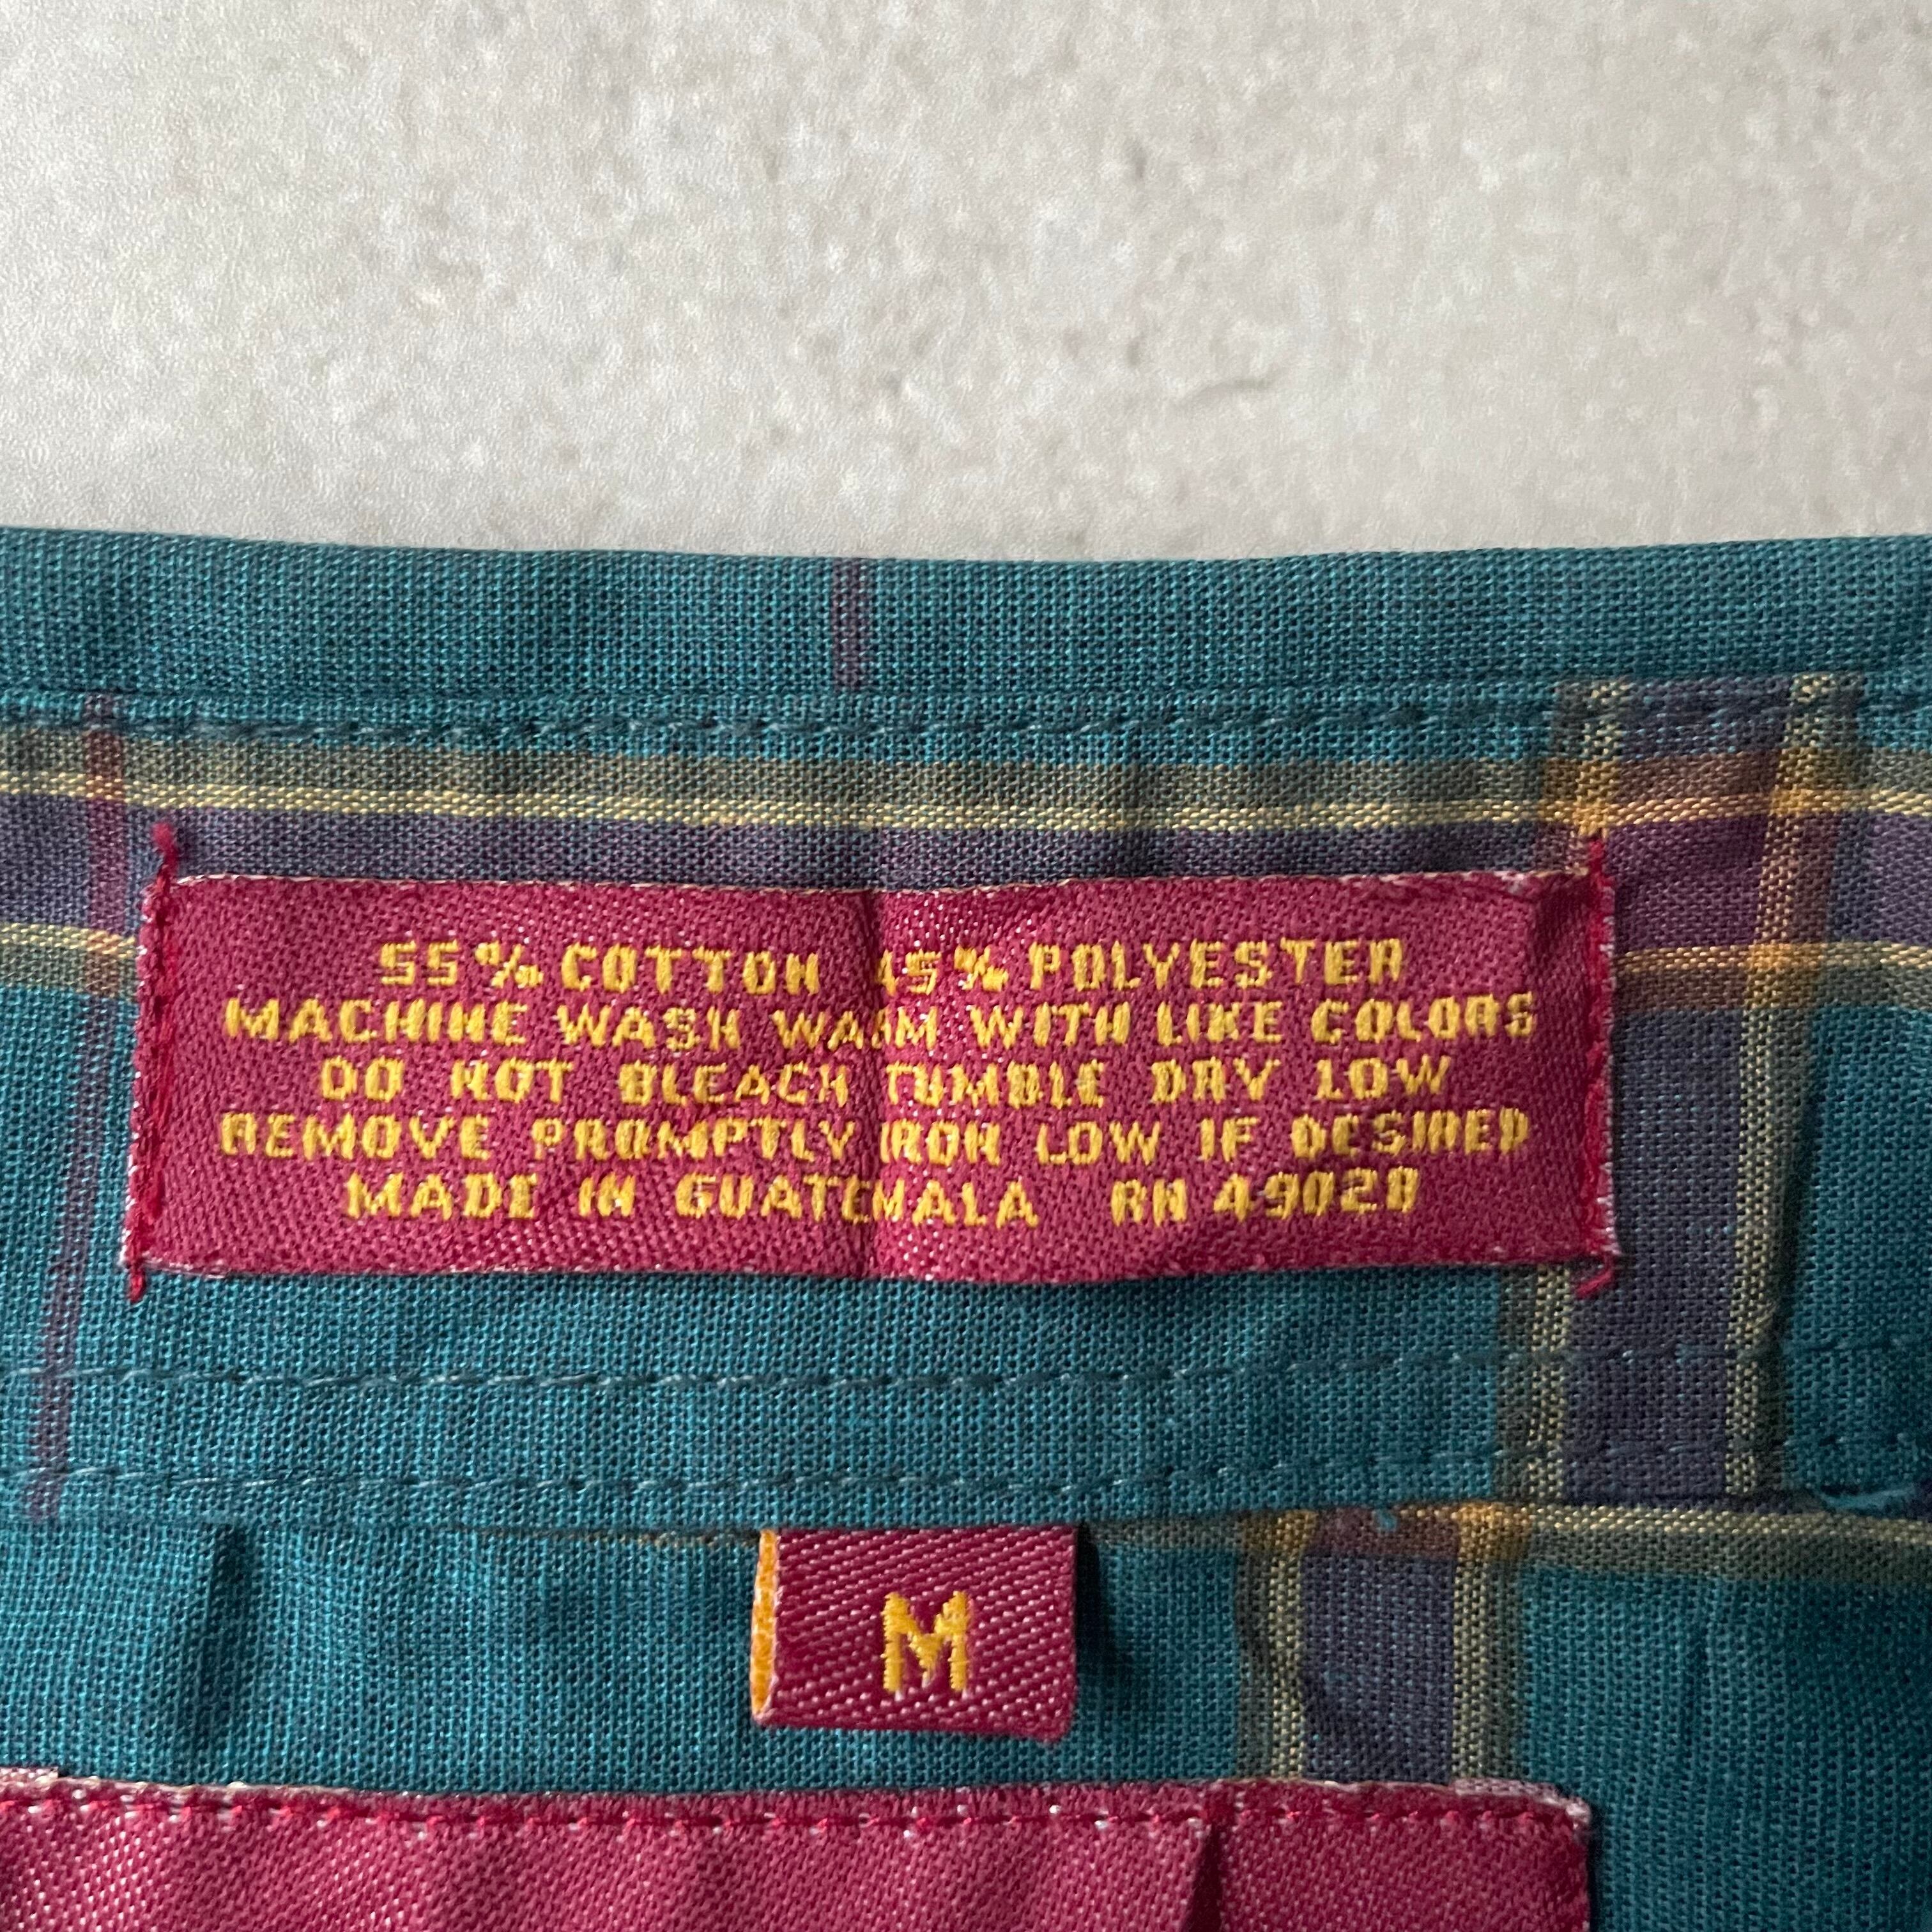 55% COTTON 45% POLYESTER
MACHINE WASH WARM WITH LIKE COLORS
DO NOT BLEACH TUMBLE DRY LOW
REMOVE PROMPTLY IRON LOW IF DESIRED
MADE IN GUATEMALA RN 49028
M